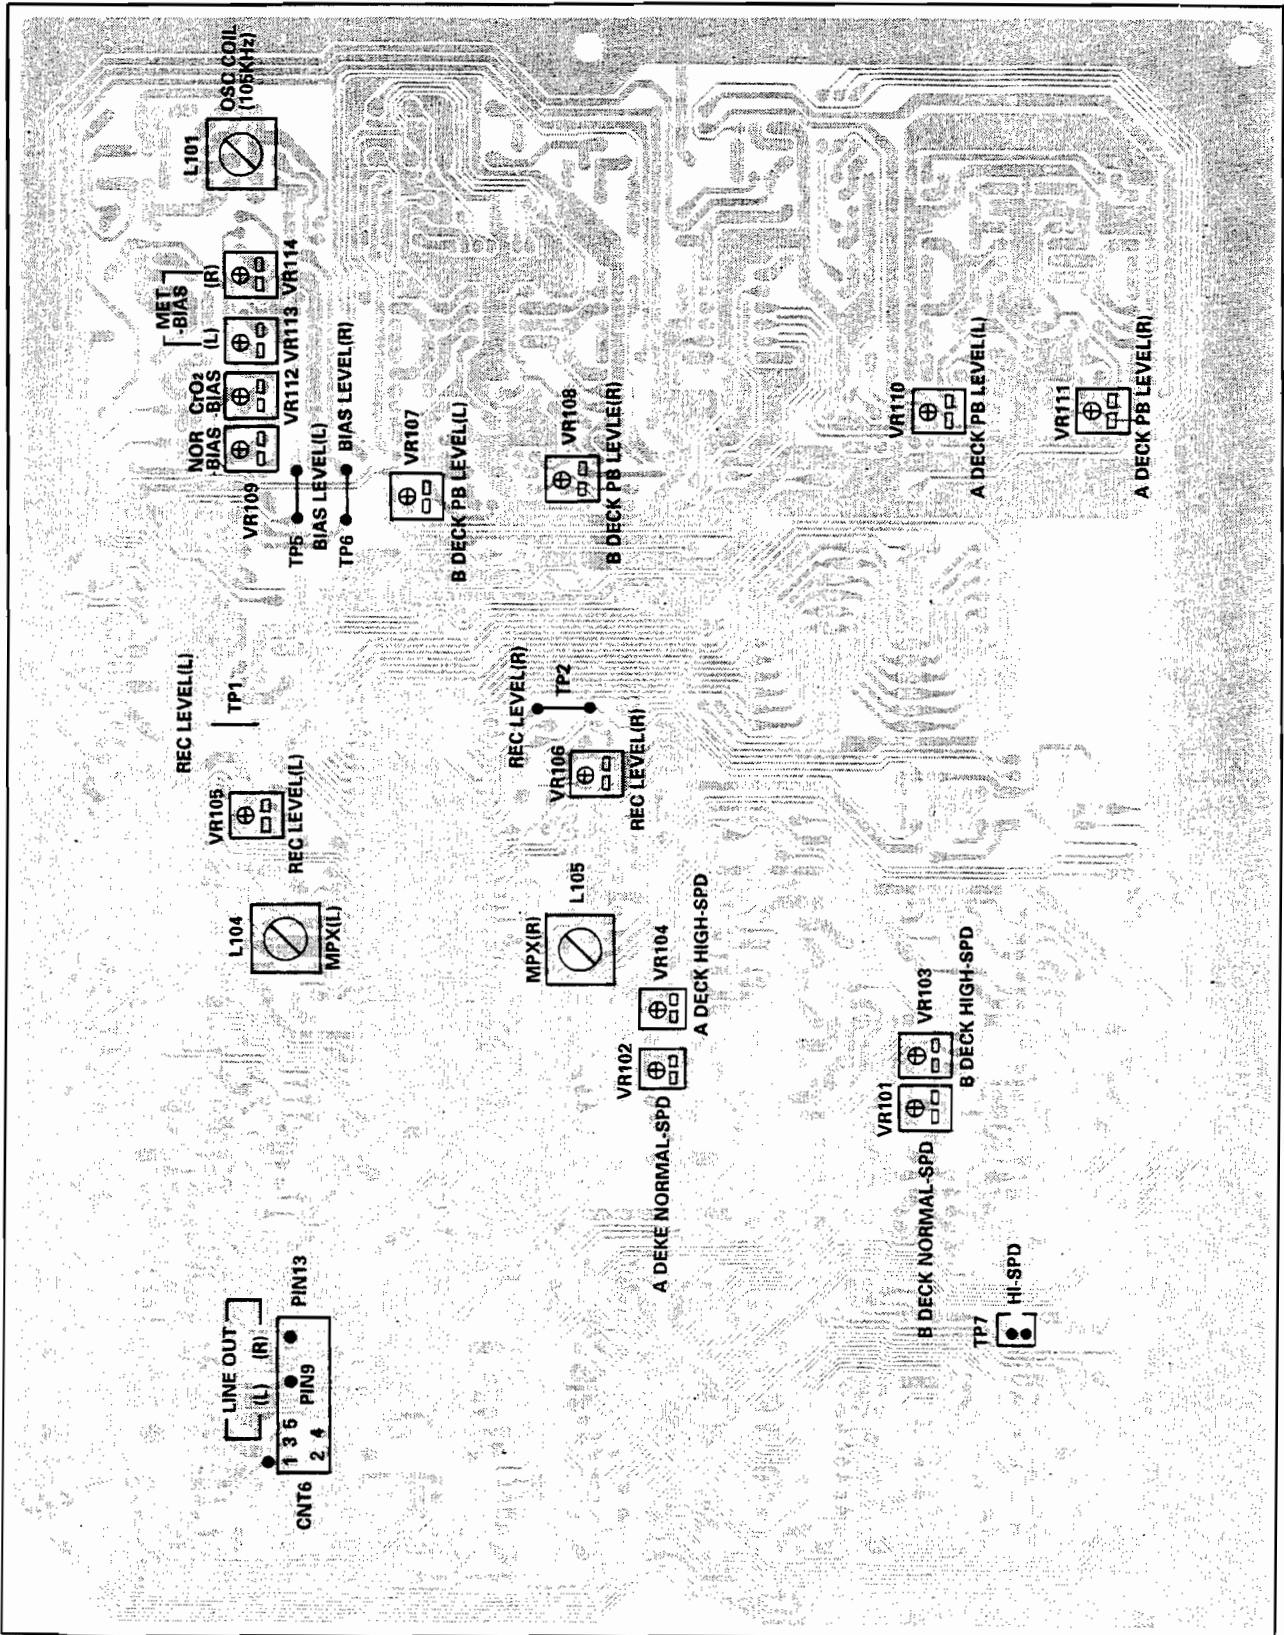 LINE OUT
(L) (R)
1 3 5
2 4
PIN9
PIN13
CNT6
L104
MPX(L)
VR105
REC LEVEL(L)
REC LEVEL(L)
TP1
VR109
NOR
-BIAS
CrO2
-BIAS
VR112
MET
-BIAS
(L) (R)
VR113
VR114
L101
OSC COIL
(105KHz)
TP5
BIAS LEVEL(L)
TP6
BIAS LEVEL(R)
VR107
B DECK PB LEVEL(L)
VR108
B DECK PB LEVLE(R)
REC LEVEL(R)
TP2
VR106
REC LEVEL(R)
MPX(R)
L105
VR104
A DECK HIGH-SPD
VR102
A DEKE NORMAL-SPD
VR103
B DECK HIGH-SPD
VR101
B DECK NORMAL-SPD
TP7
HI-SPD
VR110
A DECK PB LEVEL(L)
VR111
A DECK PB LEVEL(R)